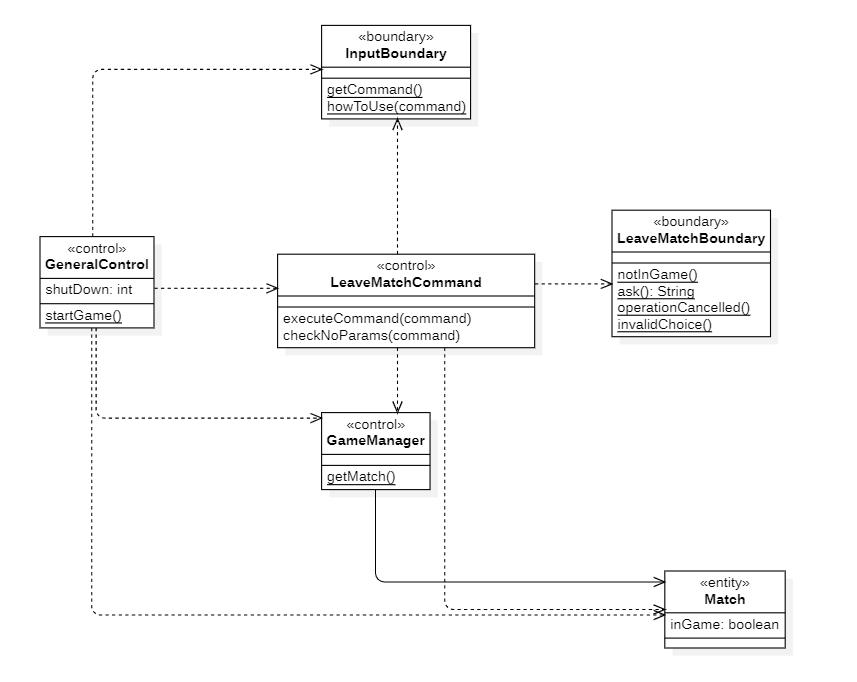 «boundary»
InputBoundary
getCommand()
howToUse(command)
«boundary»
LeaveMatchBoundary
notInGame()
ask(): String
operationCancelled()
invalidChoice()
«control»
GeneralControl
shutDown: int
startGame()
«control»
LeaveMatchCommand
executeCommand(command)
checkNoParams(command)
«control»
GameManager
getMatch()
«entity»
Match
inGame: boolean